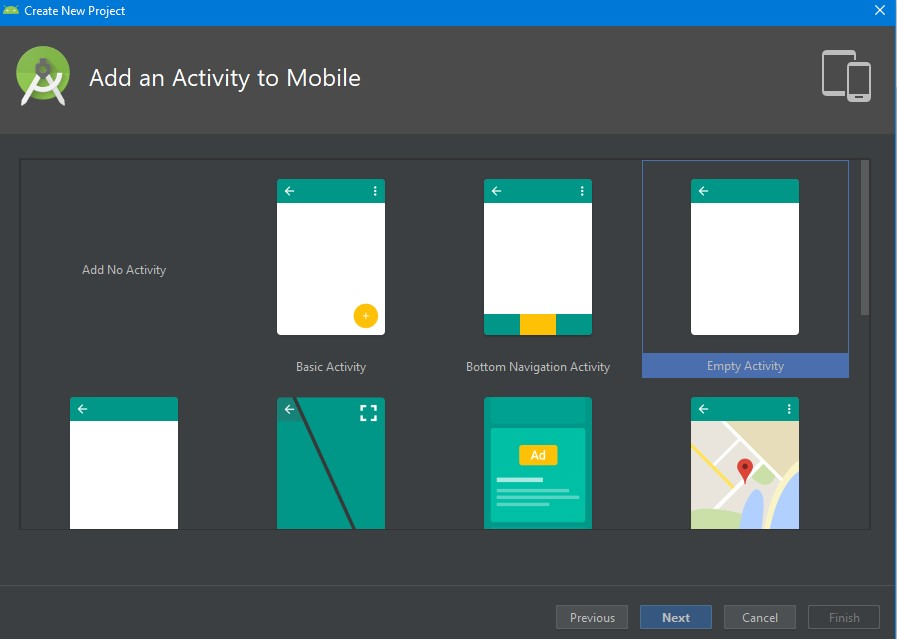 Create New Project
Add an Activity to Mobile
Add No Activity
Basic Activity
Bottom Navigation Activity
Empty Activity
Ad
Previous
Next
Cancel
Finish